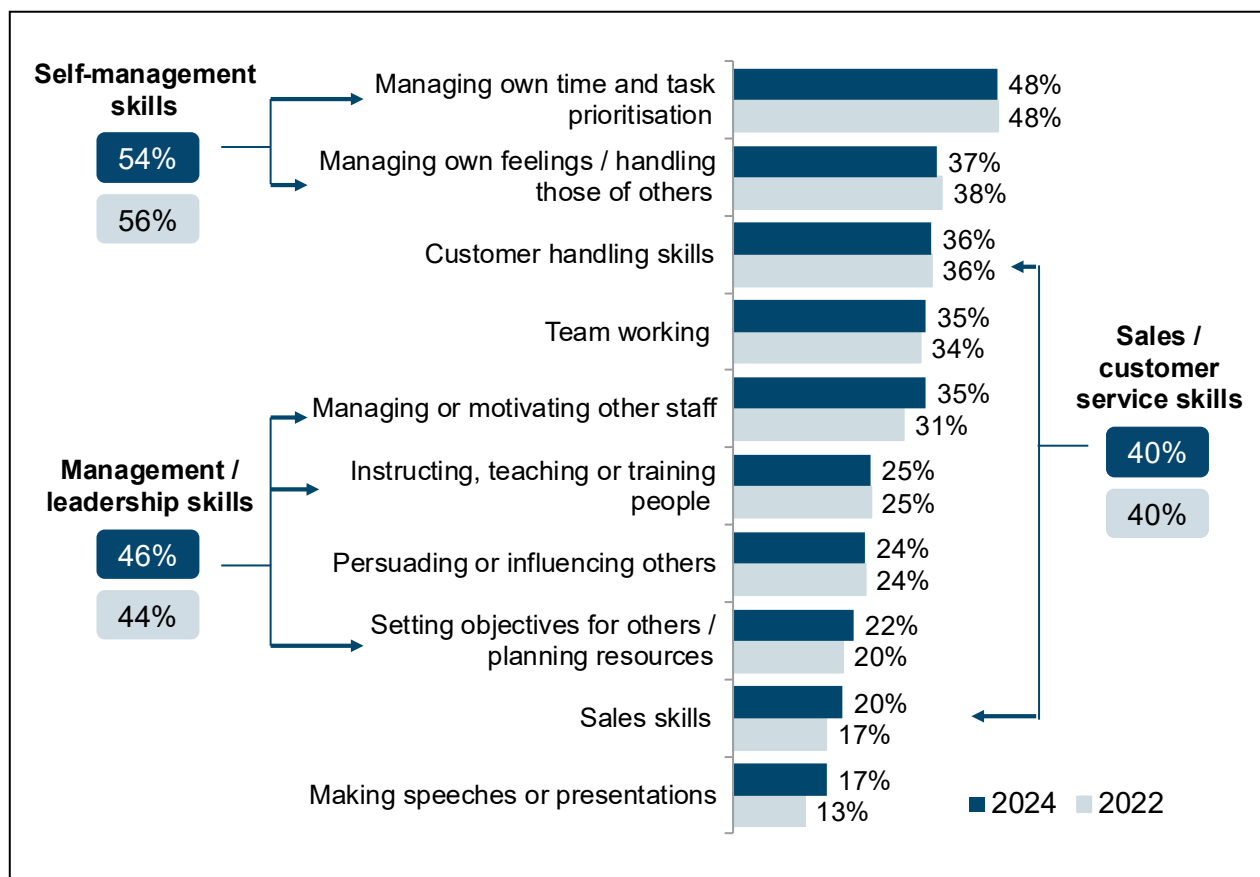 Self-management
skills
54%
56%
Managing own time and task
prioritisation
48%
48%
Managing own feelings / handling
those of others
37%
38%
Customer handling skills
36%
36%
Team working
35%
34%
Sales /
customer
service skills
40%
40%
Managing or motivating other staff
35%
31%
Management /
leadership skills
46%
44%
Instructing, teaching or training
people
25%
25%
Persuading or influencing others
24%
24%
Setting objectives for others /
planning resources
22%
20%
Sales skills
20%
17%
Making speeches or presentations
17%
13%
2024 2022